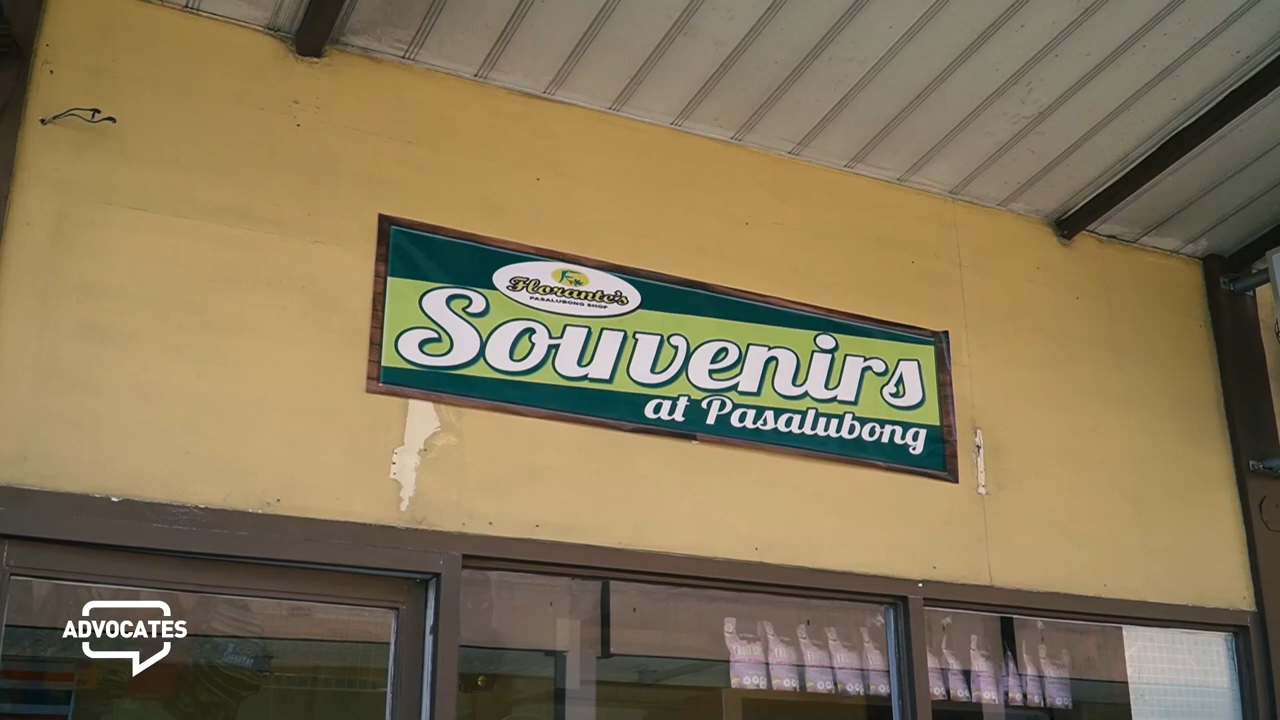 Florante's
PASALUBONG SHOP
Souvenirs
at Pasalubong
ADVOCATES